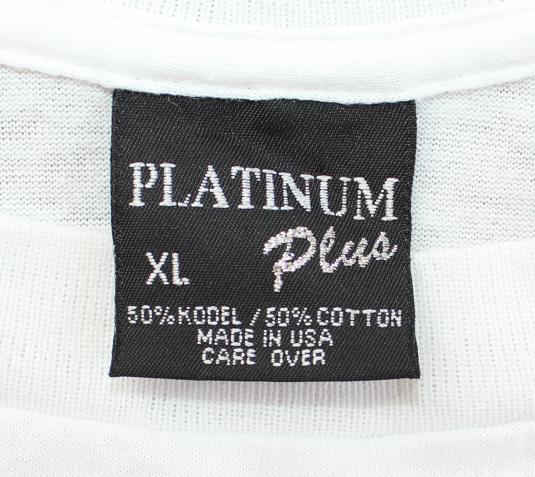 PLATINUM
Plus
XL
50% KODEL / 50% COTTON
MADE IN USA
CARE OVER